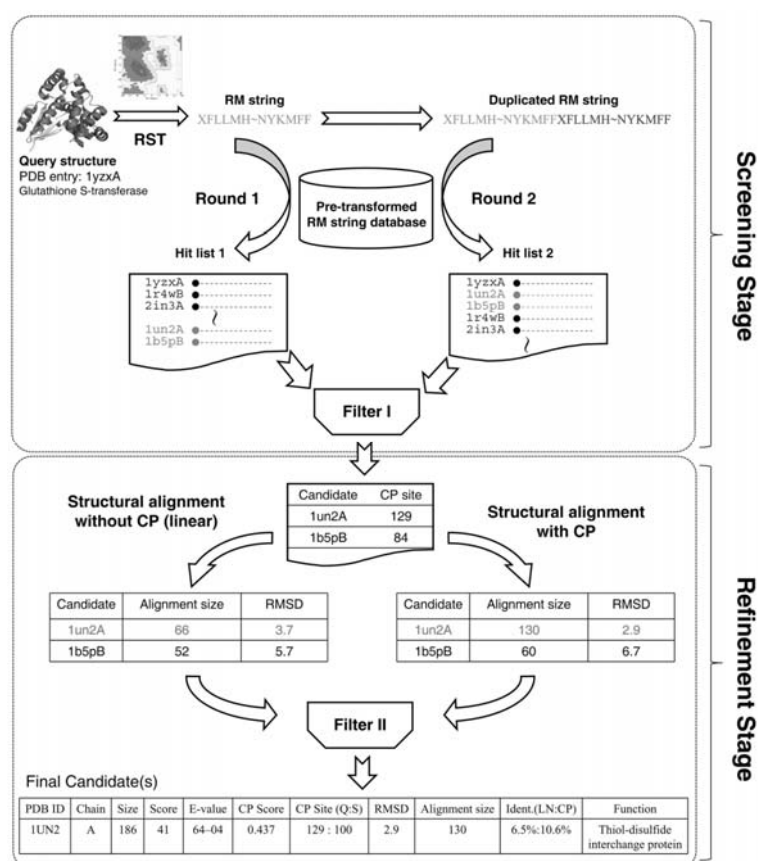 RM string
Duplicated RM string
XFLLMH~NYKMFF
XFLLMH~NYKMFFXFLLMH~NYKMFF
RST
Query structure
PDB entry: 1yzxA
Glutathione S-transferase
Round 1
Pre-transformed
RM string database
Round 2
Hit list 1
Hit list 2
1yzxA
1r4wB
2in3A
1un2A
1b5pB
1yzxA
1un2A
1b5pB
1r4wB
2in3A
Filter I
Screening Stage
Structural alignment
without CP (linear)
Candidate CP site
1un2A 129
1b5pB 84
Structural alignment
with CP
Candidate Alignment size RMSD
1un2A 66 3.7
1b5pB 52 5.7
Candidate Alignment size RMSD
1un2A 130 2.9
1b5pB 60 6.7
Filter II
Refinement Stage
Final Candidate(s)
PDB ID Chain Size Score E-value CP Score CP Site (Q:S) RMSD Alignment size Ident.(LN:CP) Function
1UN2 A 186 41 64–04 0.437 129 : 100 2.9 130 6.5%:10.6% Thiol-disulfide
interchange protein